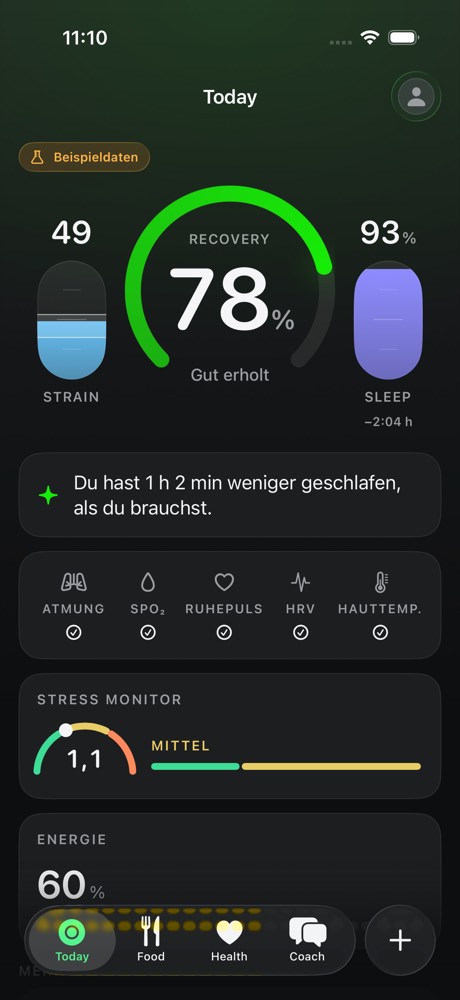 11:10
Today
Beispieldaten
49
RECOVERY
78%
Gut erholt
93%
STRAIN
SLEEP
−2:04 h
Du hast 1 h 2 min weniger geschlafen,
als du brauchst.
ATMUNG
SPO₂
RUHEPULS
HRV
HAUTTEMP.
STRESS MONITOR
1,1
MITTEL
ENERGIE
60%
Today
Food
Health
Coach